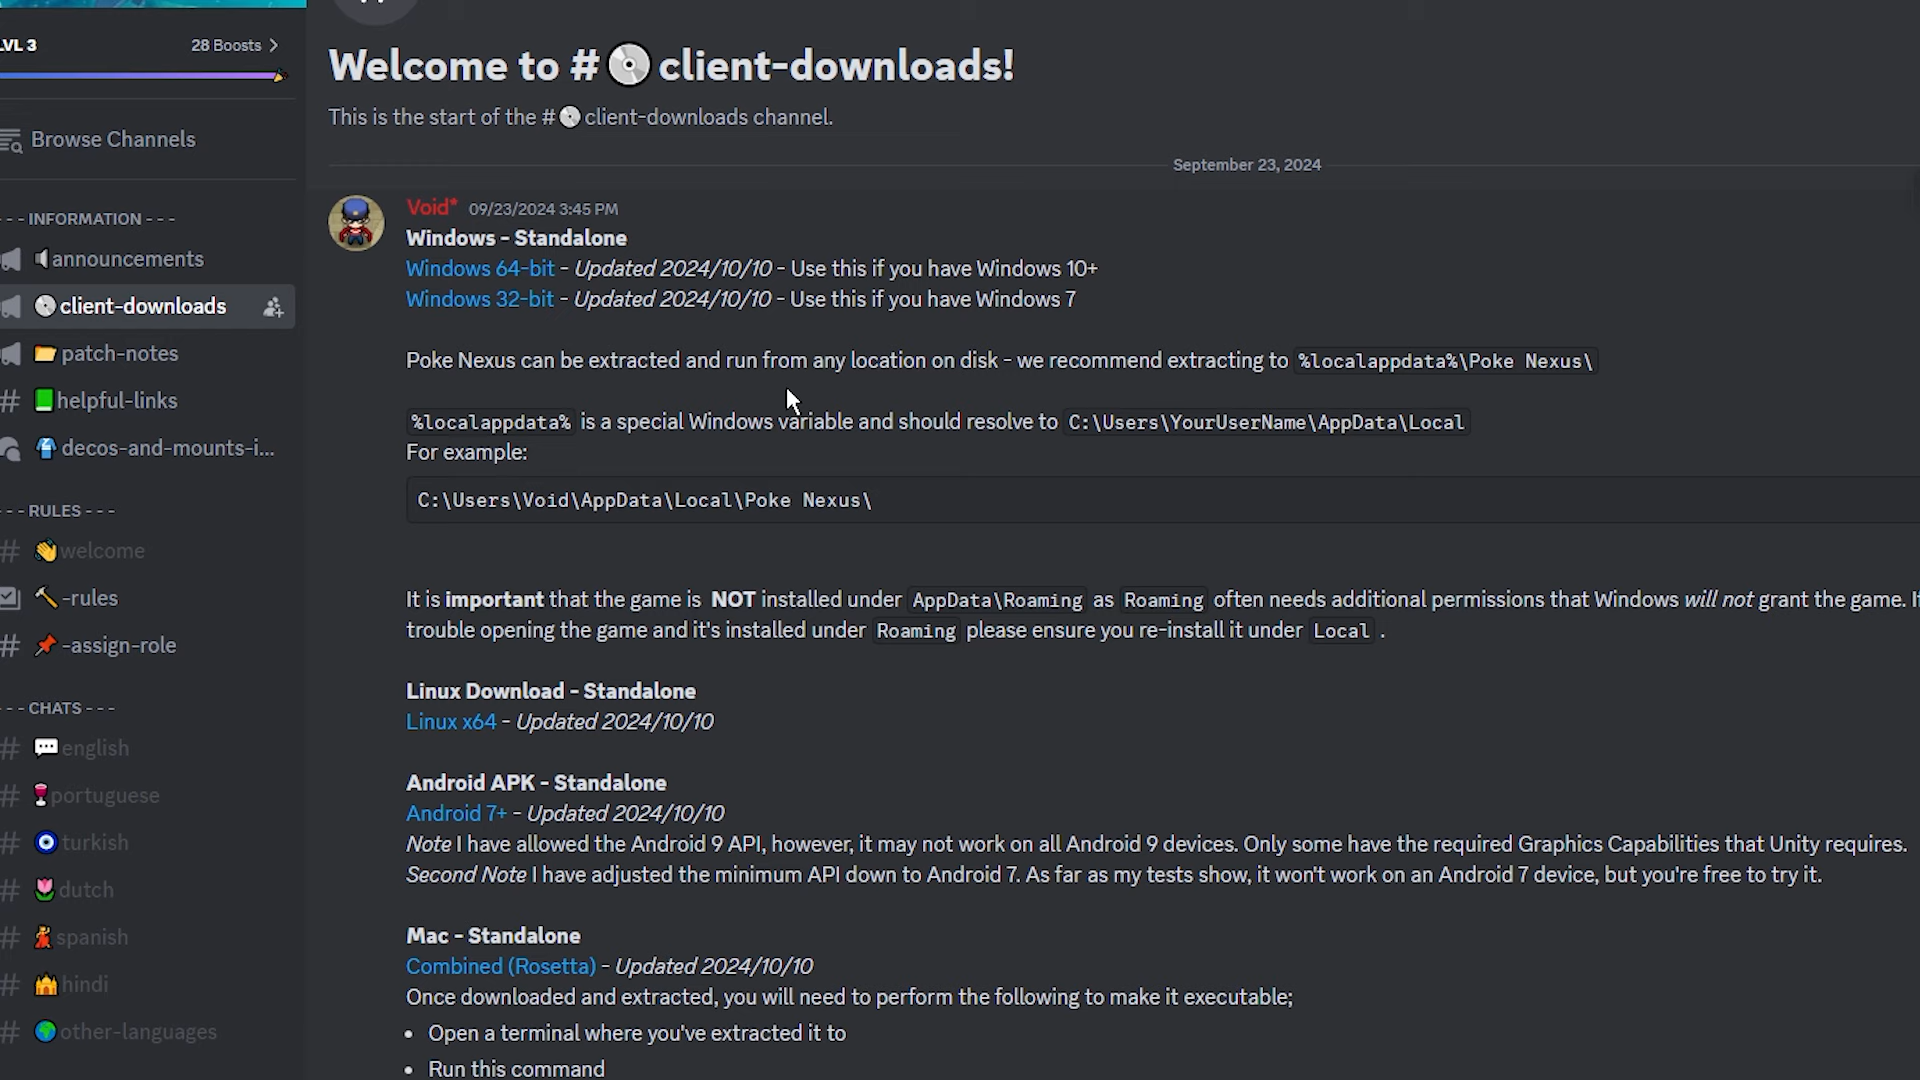 LVL 3
28 Boosts
Browse Channels
- - - INFORMATION - - -
announcements
client-downloads
patch-notes
helpful-links
decos-and-mounts-i...
- - - RULES - - -
welcome
-rules
-assign-role
- - - CHATS - - -
english
portuguese
turkish
dutch
spanish
hindi
other-languages
Welcome to # client-downloads!
This is the start of the # client-downloads channel.
September 23, 2024
Void* 09/23/2024 3:45 PM
Windows - Standalone
Windows 64-bit - Updated 2024/10/10 - Use this if you have Windows 10+
Windows 32-bit - Updated 2024/10/10 - Use this if you have Windows 7
Poke Nexus can be extracted and run from any location on disk - we recommend extracting to %localappdata%\Poke Nexus\
%localappdata% is a special Windows variable and should resolve to C:\Users\YourUserName\AppData\Local
For example:
C:\Users\Void\AppData\Local\Poke Nexus\
It is important that the game is NOT installed under AppData\Roaming as Roaming often needs additional permissions that Windows will not grant the game. If
trouble opening the game and it's installed under Roaming please ensure you re-install it under Local .
Linux Download - Standalone
Linux x64 - Updated 2024/10/10
Android APK - Standalone
Android 7+ - Updated 2024/10/10
Note I have allowed the Android 9 API, however, it may not work on all Android 9 devices. Only some have the required Graphics Capabilities that Unity requires.
Second Note I have adjusted the minimum API down to Android 7. As far as my tests show, it won't work on an Android 7 device, but you're free to try it.
Mac - Standalone
Combined (Rosetta) - Updated 2024/10/10
Once downloaded and extracted, you will need to perform the following to make it executable;
• Open a terminal where you've extracted it to
• Run this command